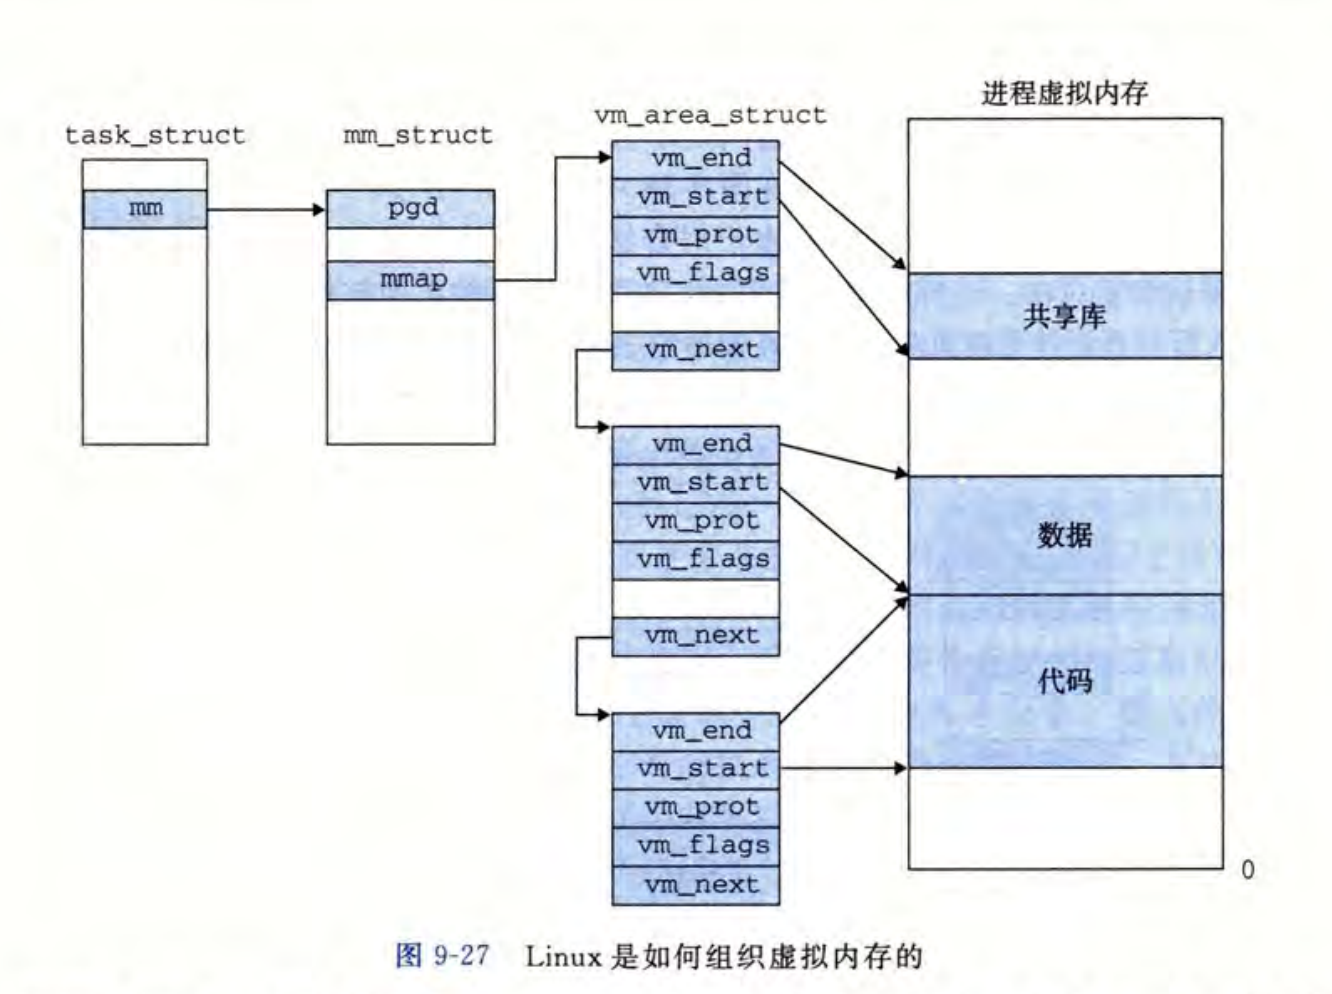 task_struct
mm
mm_struct
pgd
mmap
vm_area_struct
vm_end
vm_start
vm_prot
vm_flags
vm_next
vm_end
vm_start
vm_prot
vm_flags
vm_next
vm_end
vm_start
vm_prot
vm_flags
vm_next
进程虚拟内存
共享库
数据
代码
0
图 9-27 Linux 是如何组织虚拟内存的